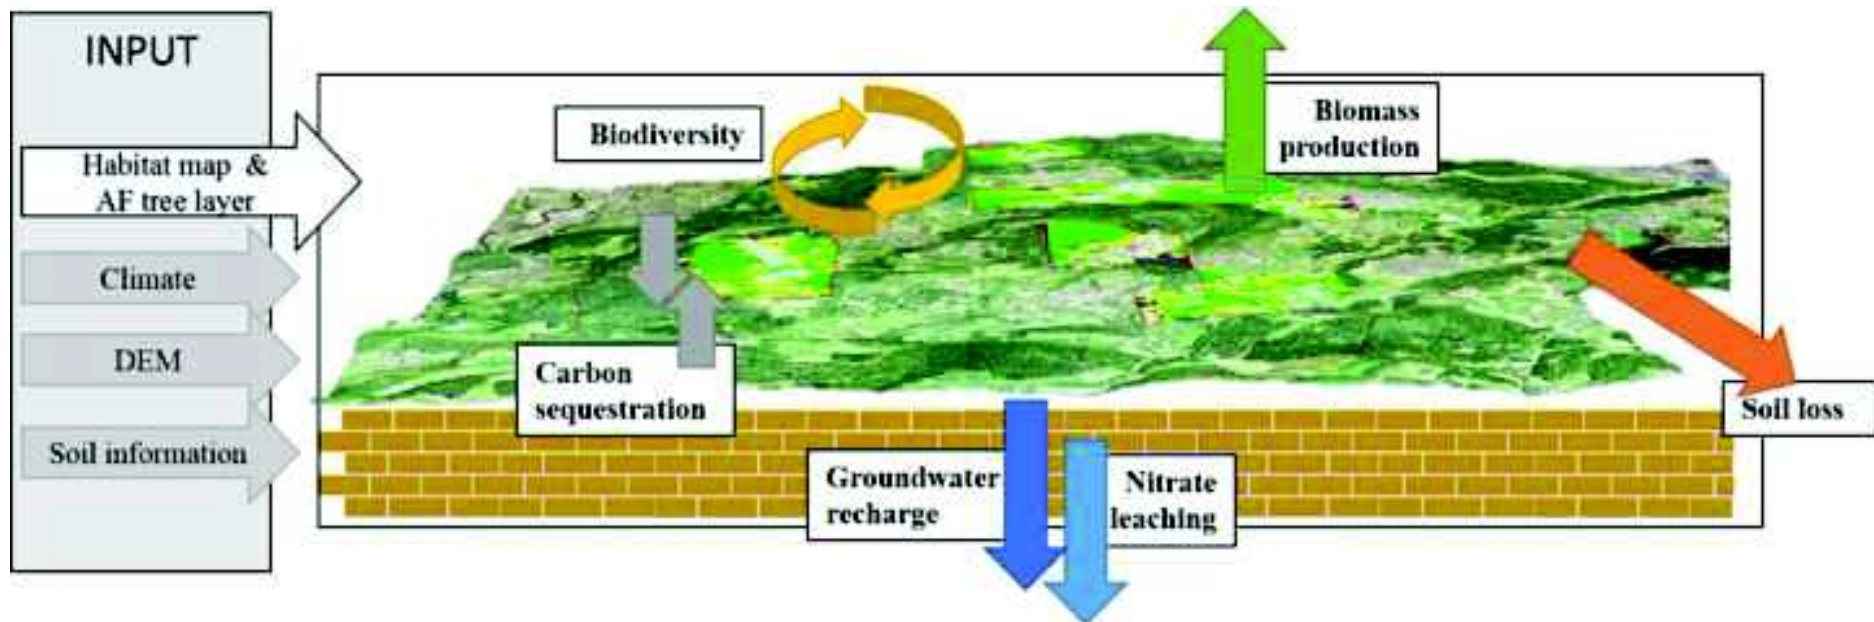 INPUT
Habitat map &
AF tree layer
Climate
DEM
Soil information
Biodiversity
Biomass
production
Carbon
sequestration
Soil loss
Groundwater
recharge
Nitrate
leaching